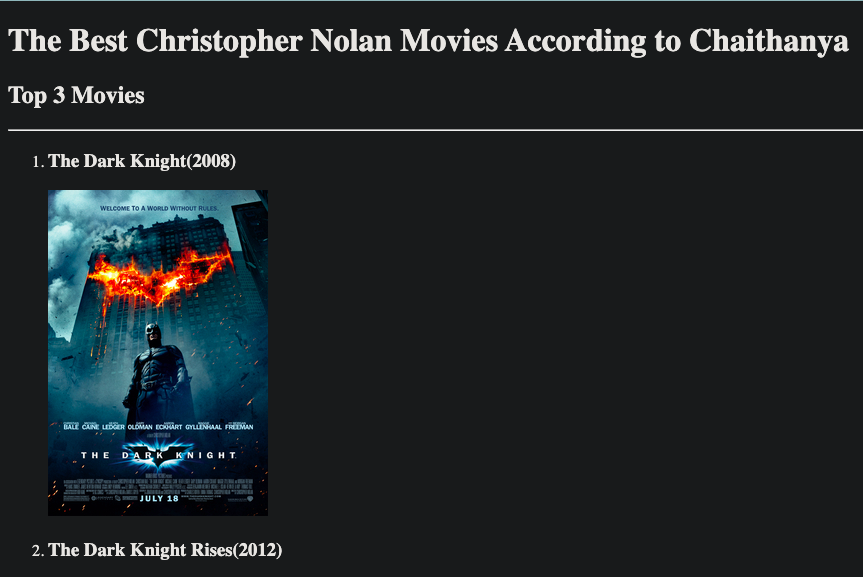 The Best Christopher Nolan Movies According to Chaithanya
Top 3 Movies
1. The Dark Knight(2008)
WELCOME TO A WORLD WITHOUT RULES.
BALE CAINE LEDGER OLDMAN ECKHART GYLLENHAAL FREEMAN
THE DARK KNIGHT
JULY 18
2. The Dark Knight Rises(2012)